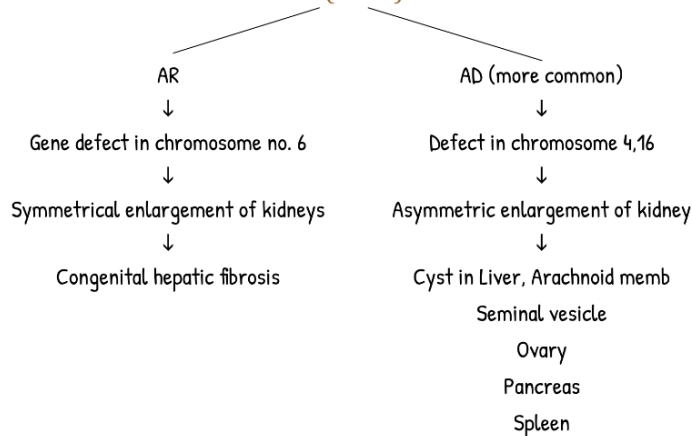 AR
↓
Gene defect in chromosome no. 6
↓
Symmetrical enlargement of kidneys
↓
Congenital hepatic fibrosis
AD (more common)
↓
Defect in chromosome 4,16
↓
Asymmetric enlargement of kidney
↓
Cyst in Liver, Arachnoid memb
Seminal vesicle
Ovary
Pancreas
Spleen